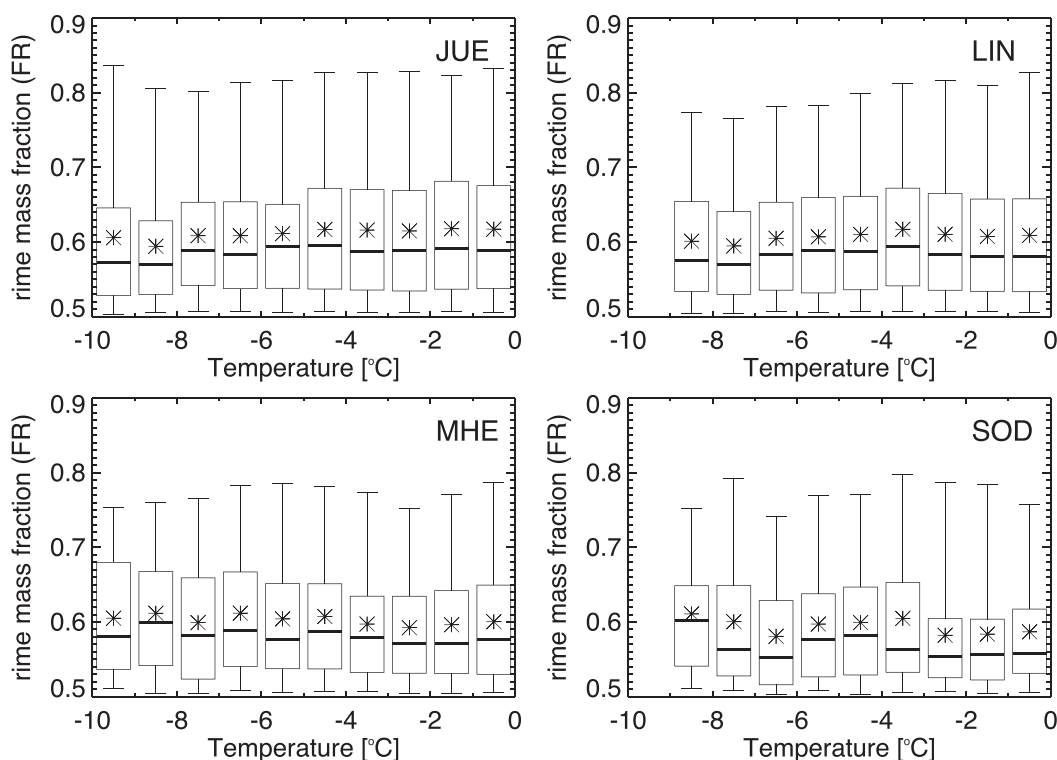 rime mass fraction (FR)
0.9
0.8
0.7
0.6
0.5
JUE
-10 -8 -6 -4 -2 0
Temperature [°C]
rime mass fraction (FR)
0.9
0.8
0.7
0.6
0.5
LIN
-10 -8 -6 -4 -2 0
Temperature [°C]
rime mass fraction (FR)
0.9
0.8
0.7
0.6
0.5
MHE
-10 -8 -6 -4 -2 0
Temperature [°C]
rime mass fraction (FR)
0.9
0.8
0.7
0.6
0.5
SOD
-10 -8 -6 -4 -2 0
Temperature [°C]